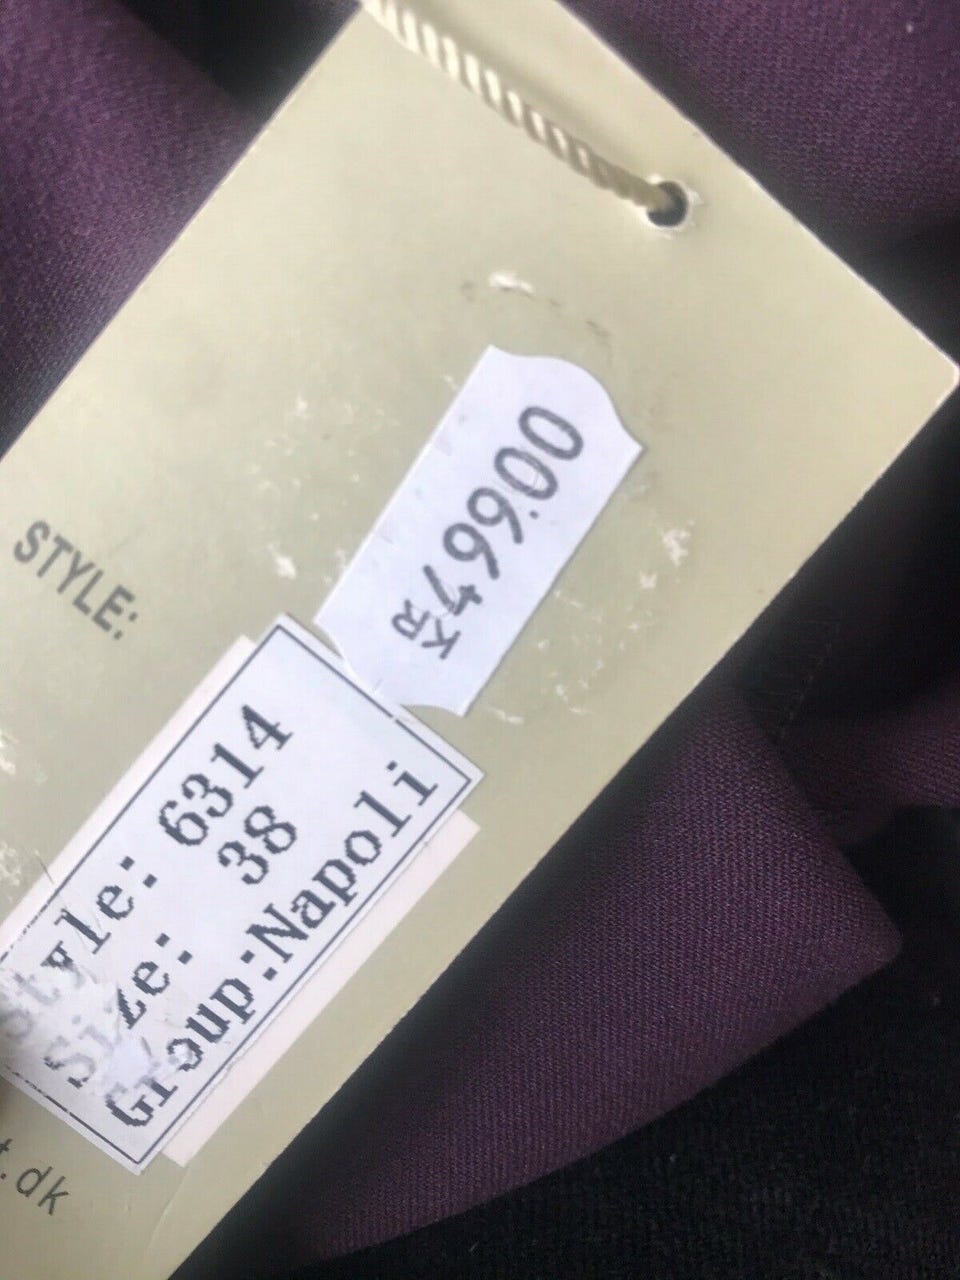 KR 499.00
STYLE:
Style: 6314
Size: 38
Group:Napoli
t.dk